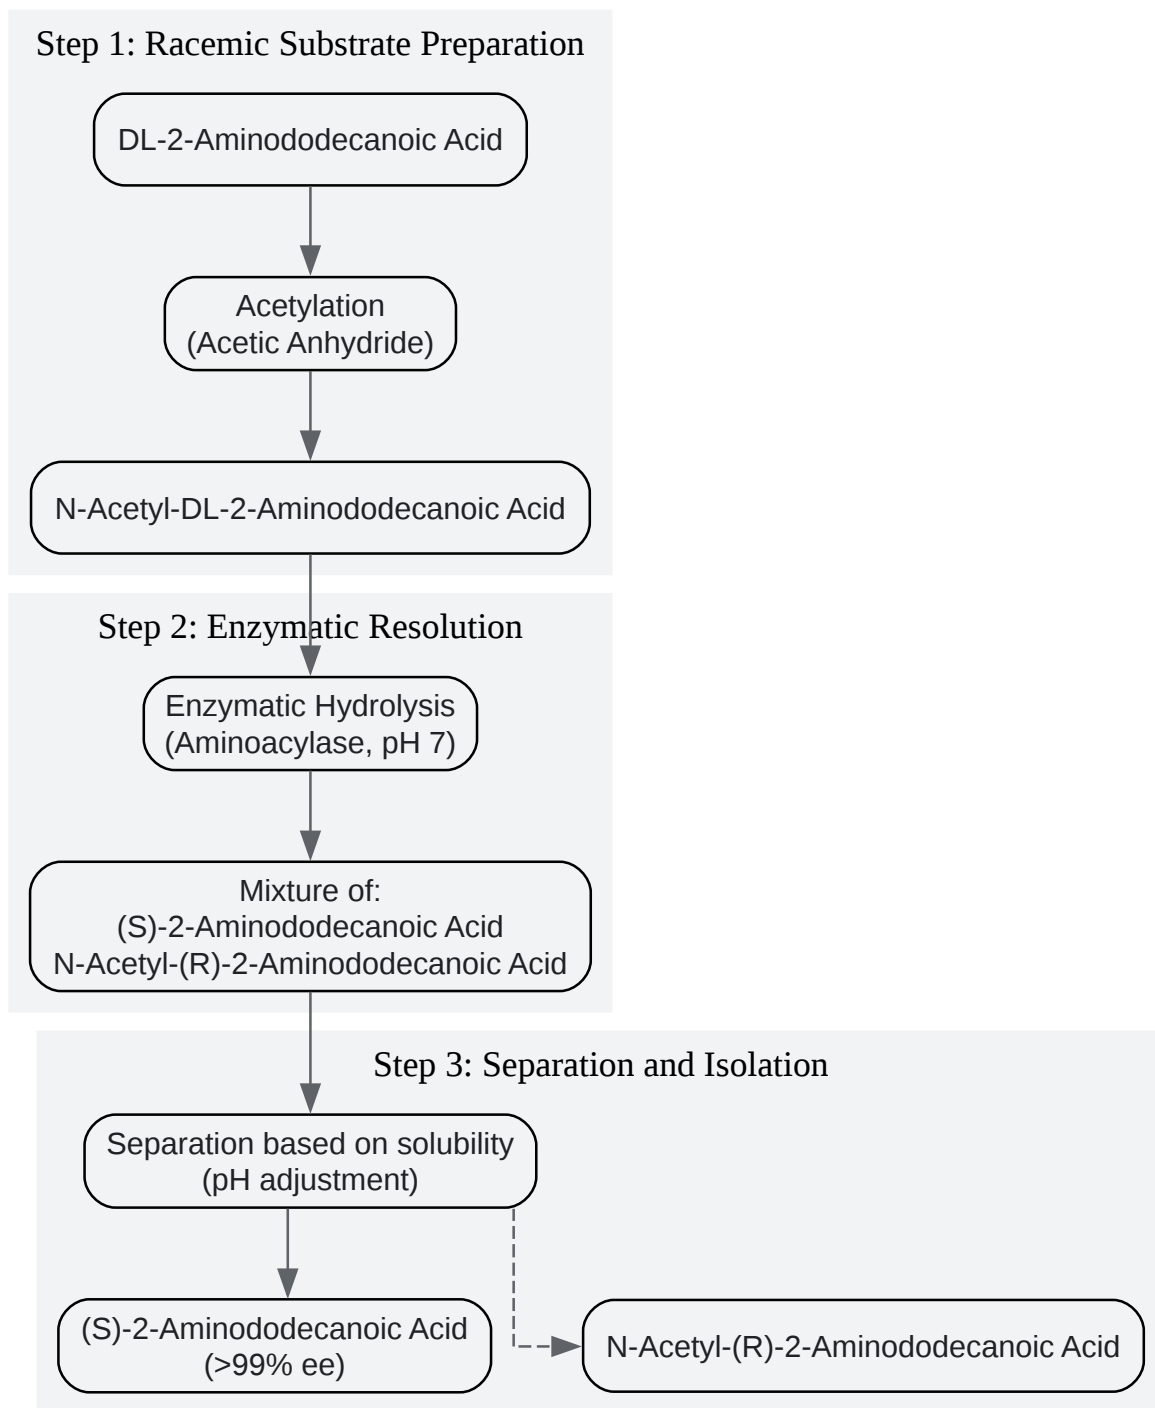 Step 1: Racemic Substrate Preparation
DL-2-Aminododecanoic Acid
Acetylation
(Acetic Anhydride)
N-Acetyl-DL-2-Aminododecanoic Acid
Step 2: Enzymatic Resolution
Enzymatic Hydrolysis
(Aminoacylase, pH 7)
Mixture of:
(S)-2-Aminododecanoic Acid
N-Acetyl-(R)-2-Aminododecanoic Acid
Step 3: Separation and Isolation
Separation based on solubility
(pH adjustment)
(S)-2-Aminododecanoic Acid
(>99% ee)
N-Acetyl-(R)-2-Aminododecanoic Acid